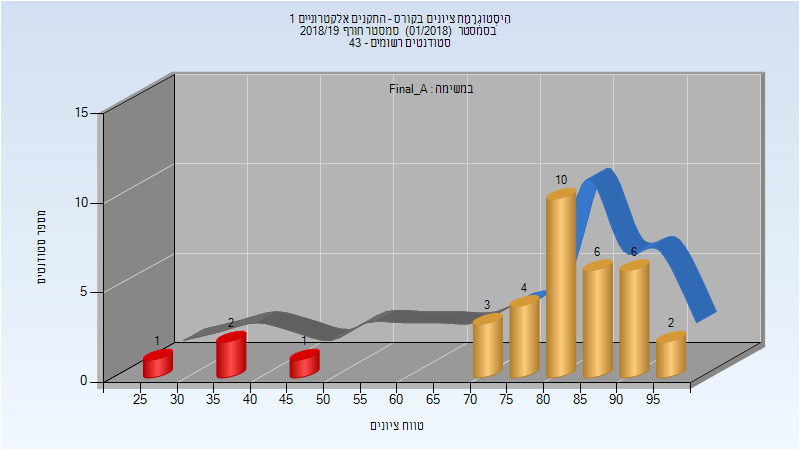 היסטוגרמת ציונים בקורס - התקנים אלקטרוניים 1
בסמסטר (01/2018) סמסטר חורף 2018/19
סטודנטים רשומים - 43
במשימה : Final_A
מספר סטודנטים
15
10
5
0
1
2
1
3
4
10
6
6
2
25 30 35 40 45 50 55 60 65 70 75 80 85 90 95
טווח ציונים